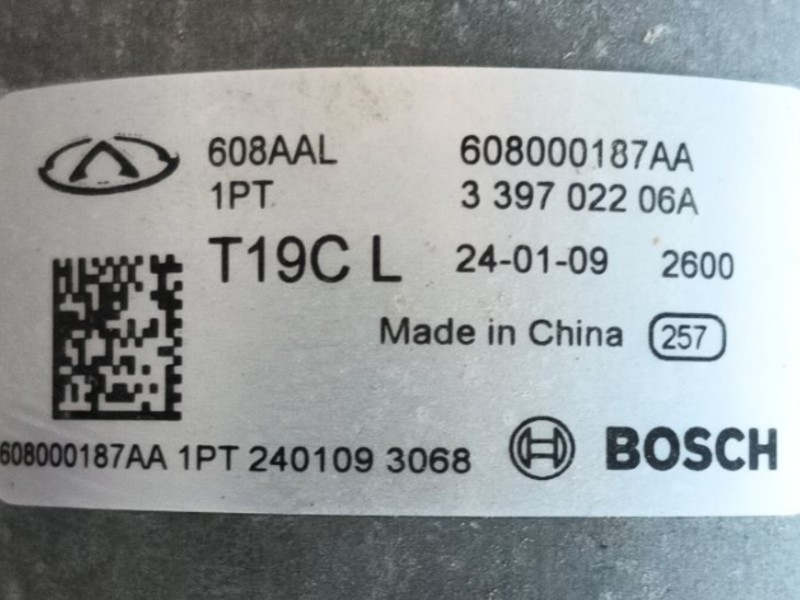 608AAL 608000187AA
1PT 3 397 022 06A
T19C L 24-01-09 2600
Made in China 257
608000187AA 1PT 240109 3068 BOSCH